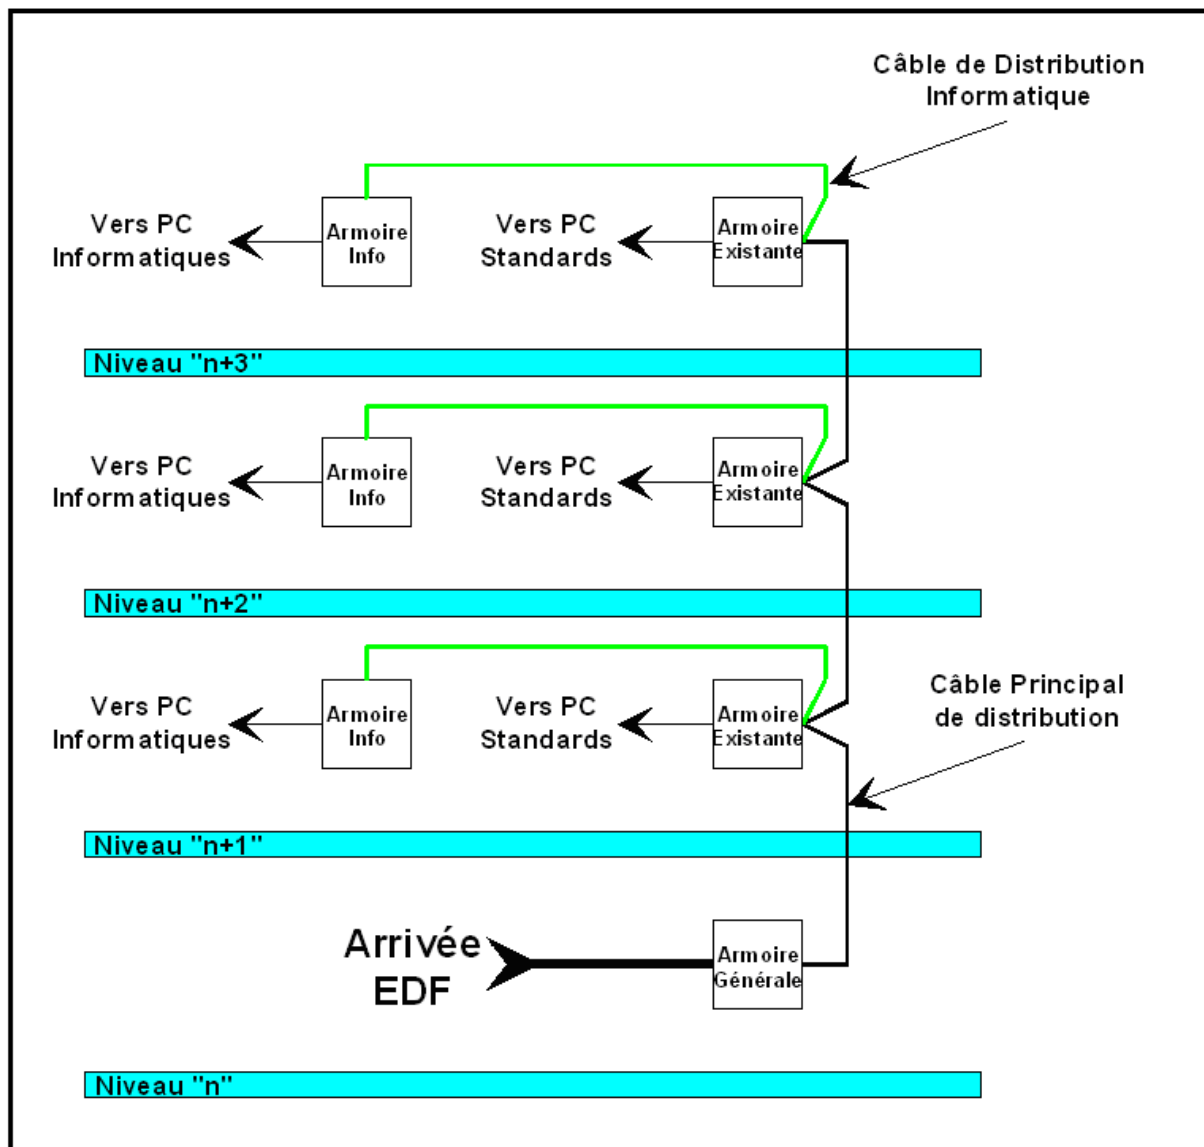 Câble de Distribution
Informatique
Vers PC
Informatiques
Armoire
Info
Vers PC
Standards
Armoire
Existante
Niveau "n+3"
Vers PC
Informatiques
Armoire
Info
Vers PC
Standards
Armoire
Existante
Niveau "n+2"
Vers PC
Informatiques
Armoire
Info
Vers PC
Standards
Armoire
Existante
Câble Principal
de distribution
Niveau "n+1"
Arrivée
EDF
Armoire
Générale
Niveau "n"